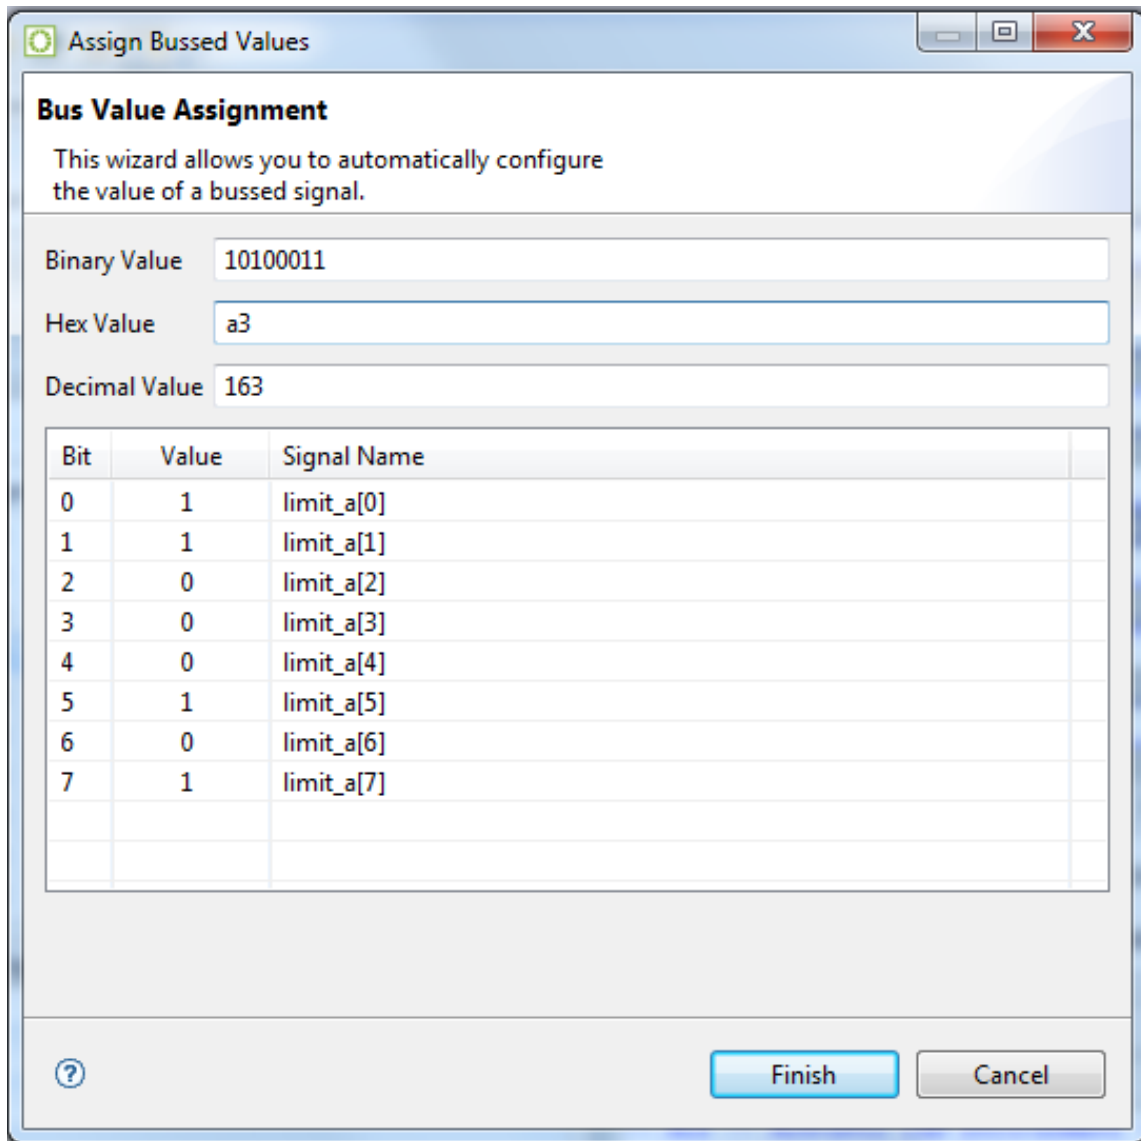 Assign Bussed Values
Bus Value Assignment
This wizard allows you to automatically configure
the value of a bussed signal.
Binary Value 10100011
Hex Value a3
Decimal Value 163
Bit Value Signal Name
0 1 limit_a[0]
1 1 limit_a[1]
2 0 limit_a[2]
3 0 limit_a[3]
4 0 limit_a[4]
5 1 limit_a[5]
6 0 limit_a[6]
7 1 limit_a[7]
? Finish Cancel